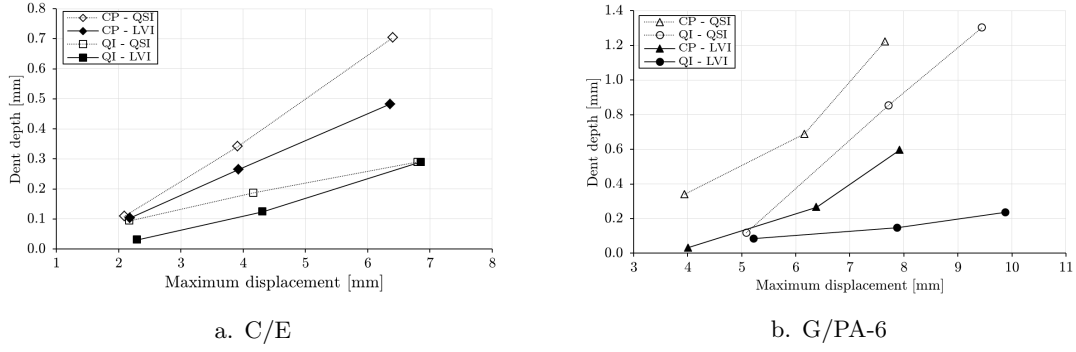 0.8
0.7
0.6
0.5
0.4
0.3
0.2
0.1
0.0
Dent depth [mm]
CP - QSI
CP - LVI
QI - QSI
QI - LVI
1 2 3 4 5 6 7 8
Maximum displacement [mm]
a. C/E
1.4
1.2
1.0
0.8
0.6
0.4
0.2
0.0
Dent depth [mm]
CP - QSI
QI - QSI
CP - LVI
QI - LVI
3 4 5 6 7 8 9 10 11
Maximum displacement [mm]
b. G/PA-6